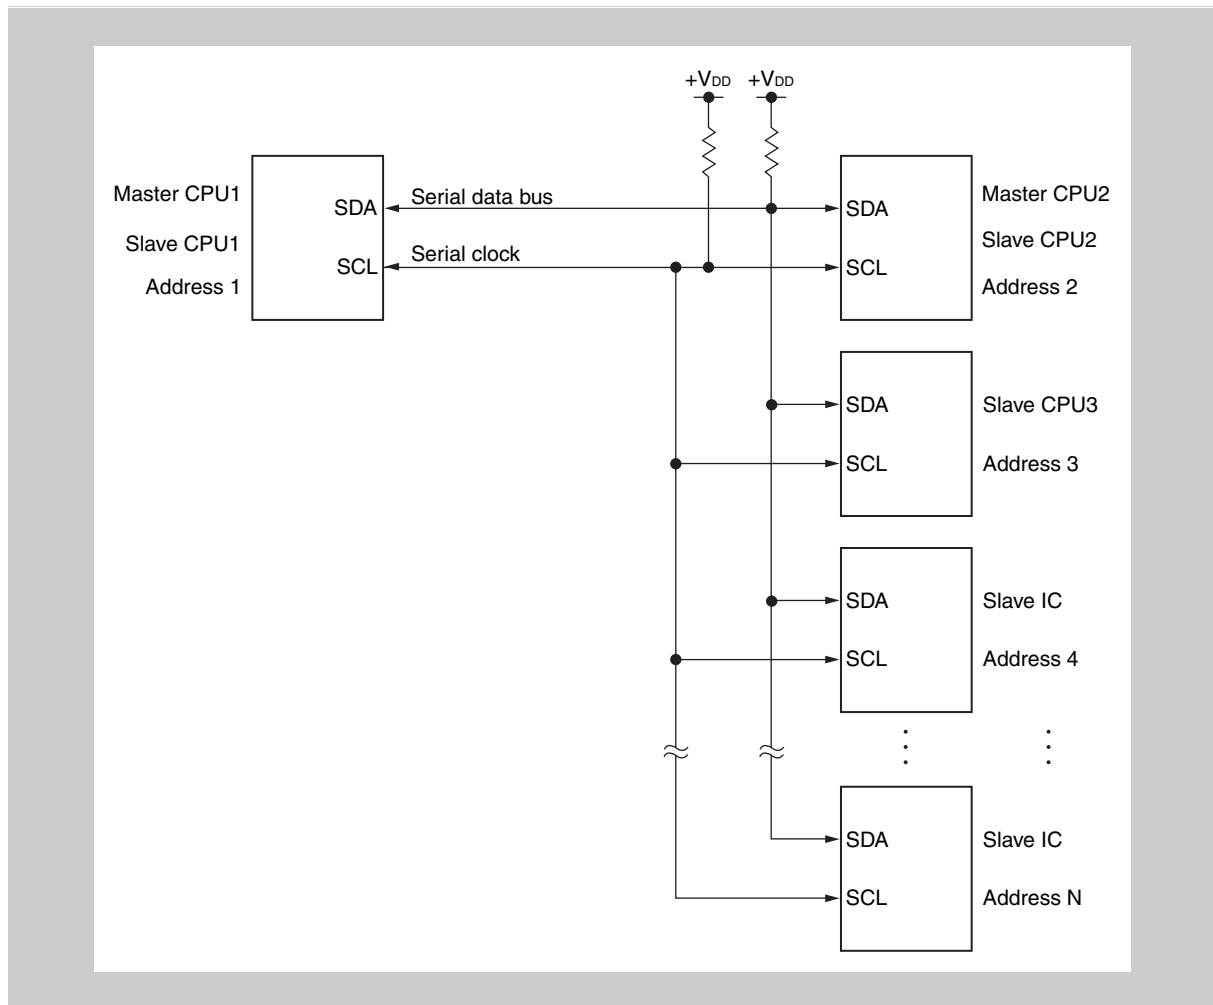 +VDD +VDD
Master CPU1
Slave CPU1
Address 1
SDA
SCL
Serial data bus
Serial clock
SDA
SCL
Master CPU2
Slave CPU2
Address 2
SDA
SCL
Slave CPU3
Address 3
SDA
SCL
Slave IC
Address 4
SDA
SCL
Slave IC
Address N